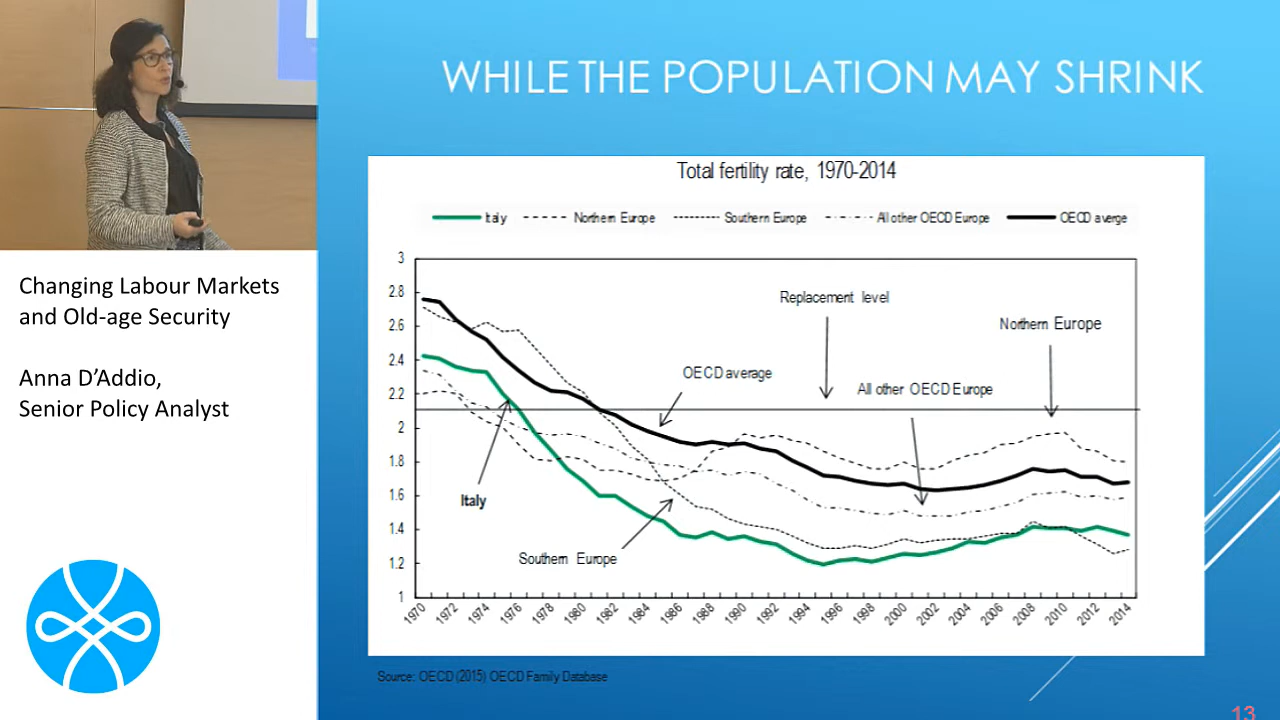 WHILE THE POPULATION MAY SHRINK
Total fertility rate, 1970-2014
Italy
Northern Europe
Southern Europe
All other OECD Europe
OECD averge
3
2.8
2.6
2.4
2.2
2
1.8
1.6
1.4
1.2
1
Replacement level
Northern Europe
OECD average
All other OECD Europe
Italy
Southern Europe
1970
1972
1974
1976
1978
1980
1982
1984
1986
1988
1990
1992
1994
1996
1998
2000
2002
2004
2006
2008
2010
2012
2014
Source: OECD (2015) OECD Family Database
13
Changing Labour Markets
and Old-age Security
Anna D'Addio,
Senior Policy Analyst